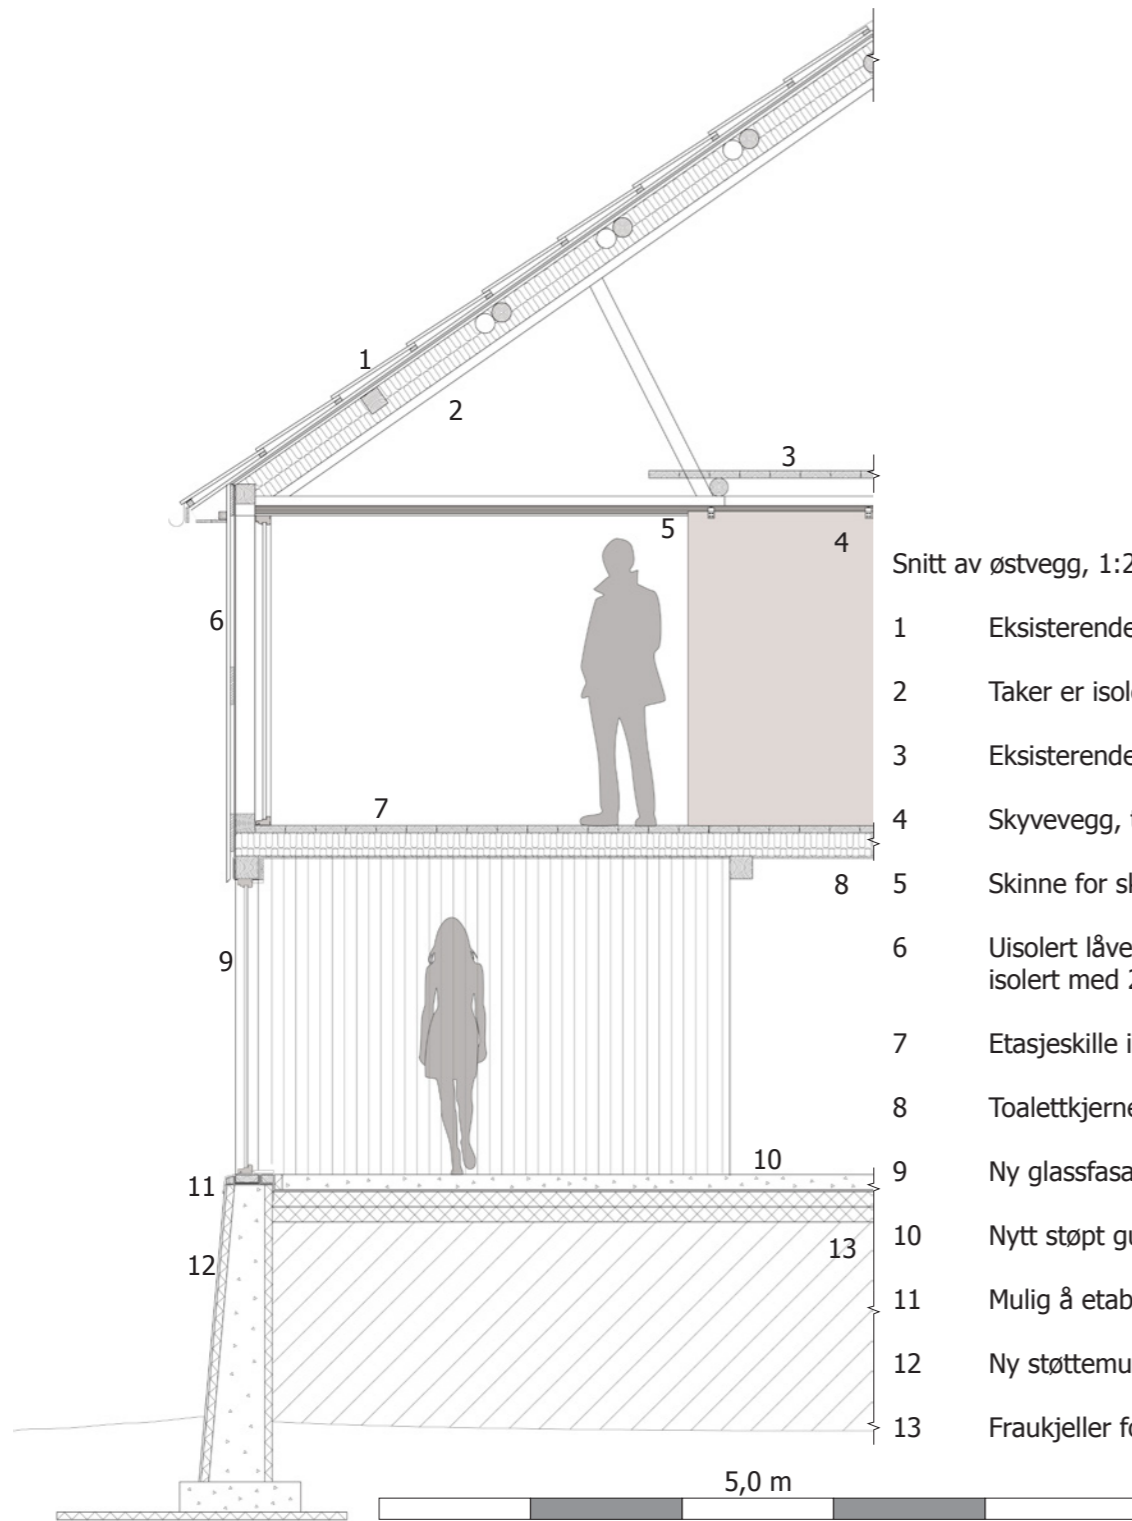 1
2
3
5
4
6
7
8
9
10
11
12
13
Snitt av østvegg, 1:2
1 Eksisterende
2 Taker er isol
3 Eksisterende
4 Skyvevegg, t
5 Skinne for sk
6 Uisolert låve
isolert med 2
7 Etasjeskille i
8 Toalettkjerne
9 Ny glassfasa
10 Nytt støpt gu
11 Mulig å etab
12 Ny støttemu
13 Fraukjeller fo
5,0 m